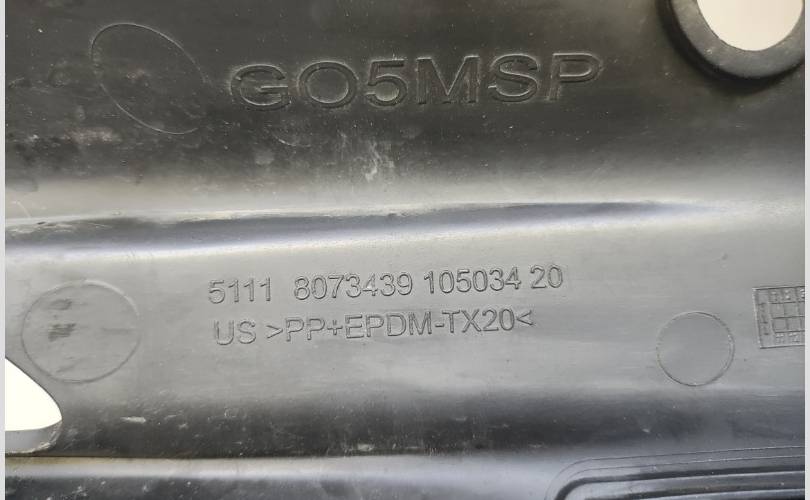 GO5MSP
5111 8073439 105034 20
US >PP+EPDM-TX20<